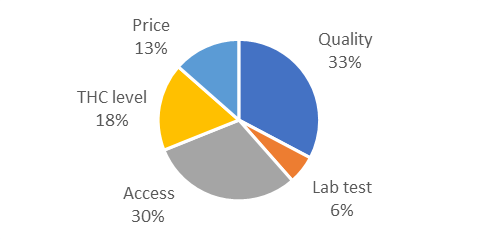 Price
13%
Quality
33%
THC level
18%
Access
30%
Lab test
6%